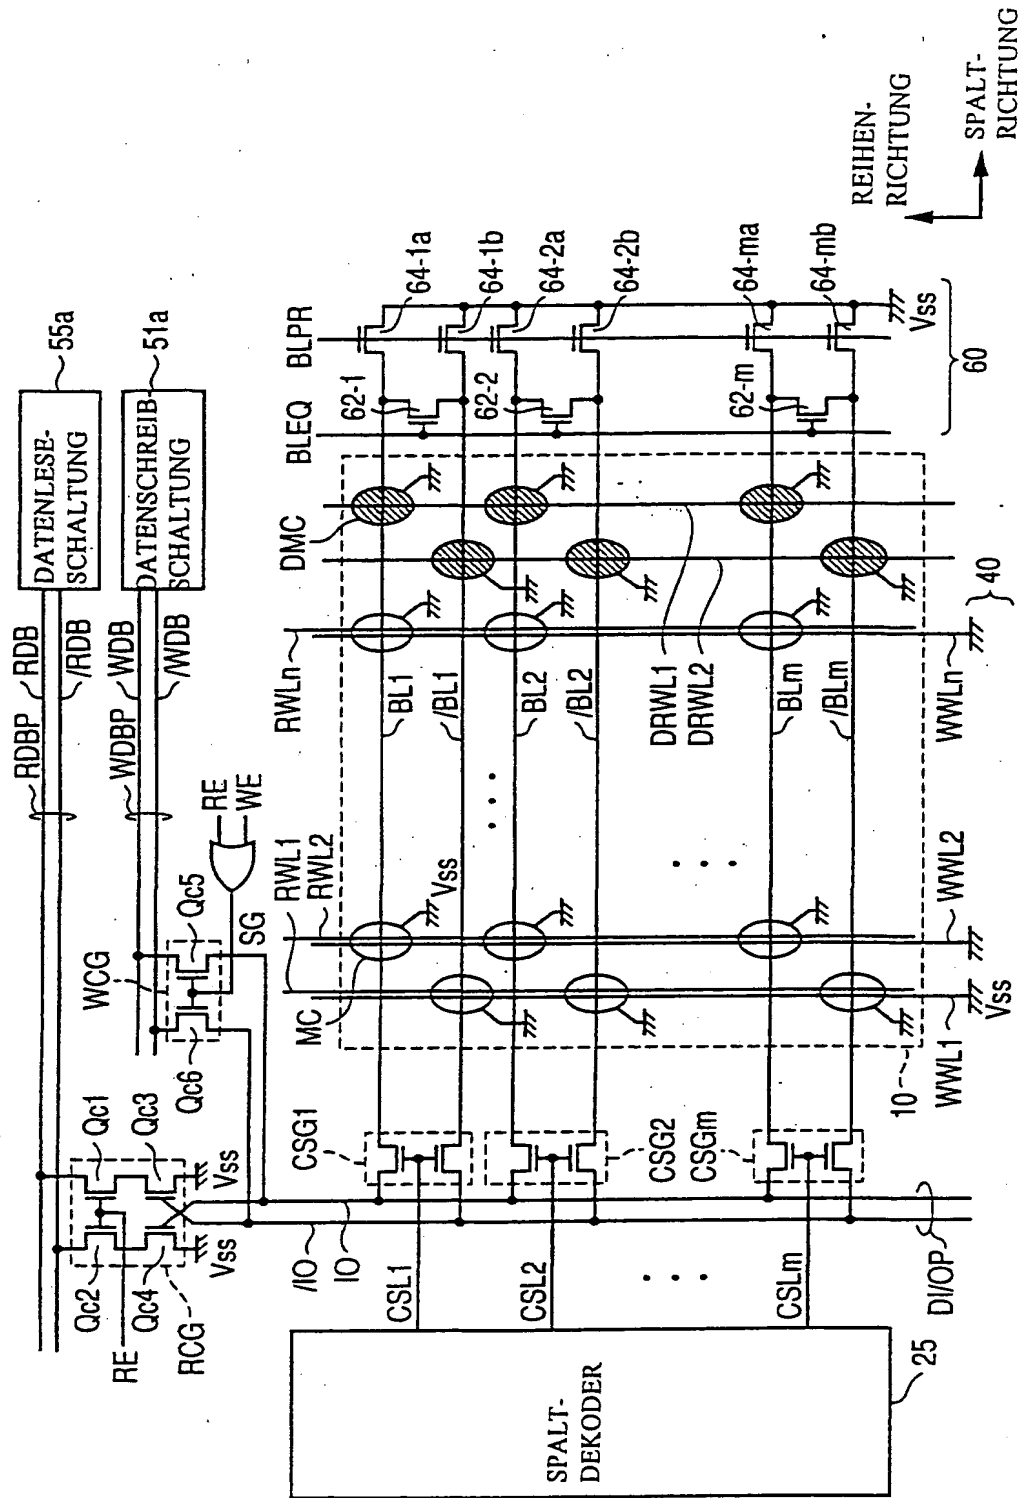 DATENLESE-
SCHALTUNG
55a
DATENSCHREIB-
SCHALTUNG
51a
RDBP
RDB
/RDB
WDBP
WDB
/WDB
RE
WE
SG
WCG
Qc5
Qc6
Qc1
Qc3
Qc2
Qc4
Vss
Vss
RE
RCG
/IO
IO
BLEQ
BLPR
62-1
62-2
62-m
64-1a
64-1b
64-2a
64-2b
64-ma
64-mb
Vss
60
REIHEN-
RICHTUNG
SPALT-
RICHTUNG
DMC
RWLn
BL1
/BL1
BL2
/BL2
DRWL1
DRWL2
BLm
/BLm
WWLn
40
RWL1
RWL2
Vss
MC
WWL2
WWL1
Vss
10
CSG1
CSG2
CSGm
CSL1
CSL2
CSLm
DI/OP
SPALT-
DEKODER
25